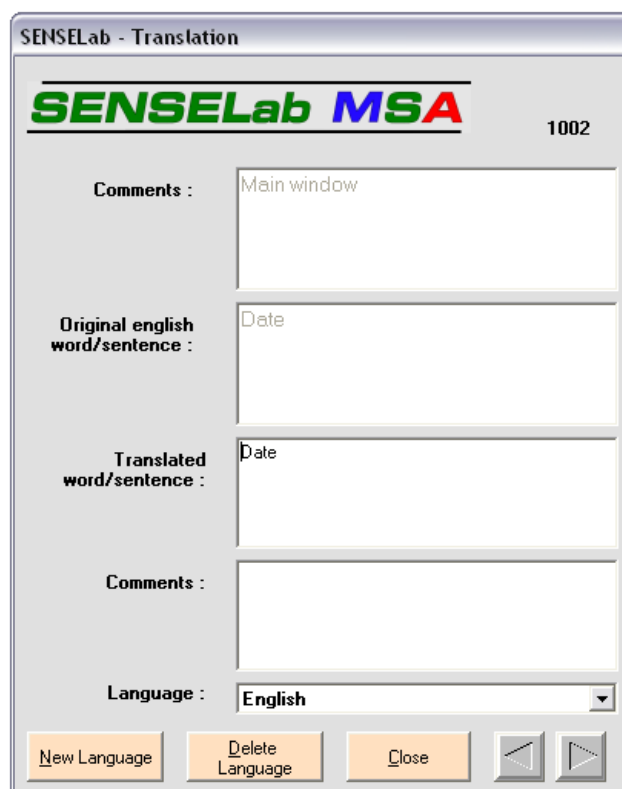 SENSELab - Translation
SENSELab MSA
1002
Comments :
Main window
Original english
word/sentence :
Date
Translated
word/sentence :
Date
Comments :
Language :
English
New Language
Delete
Language
Close